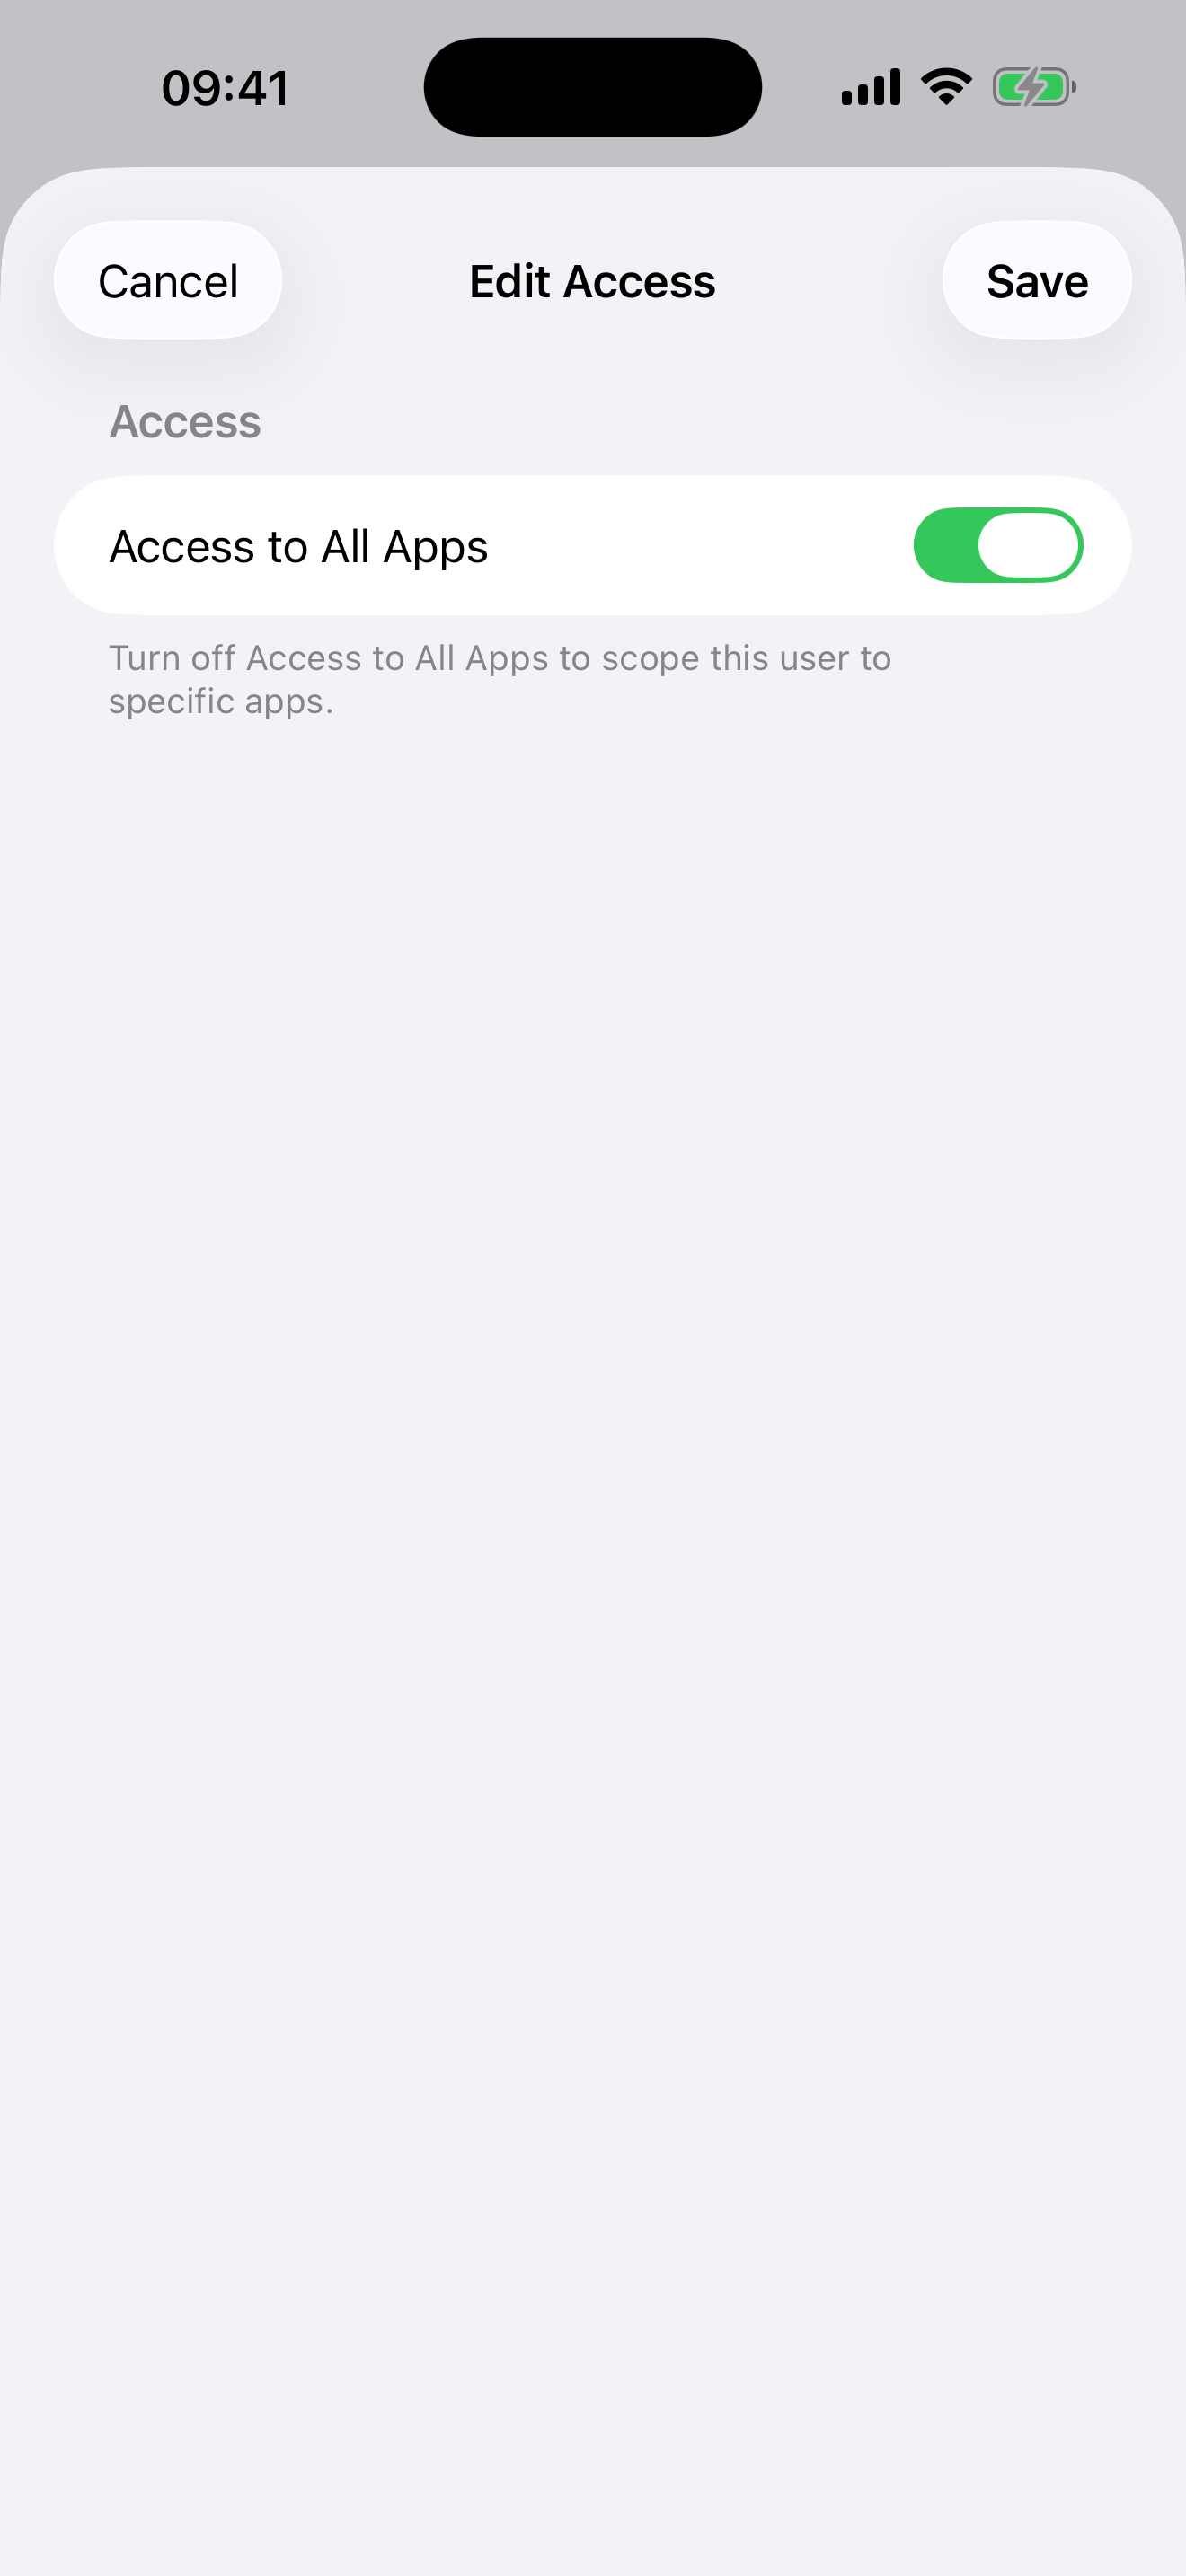 09:41
Cancel
Edit Access
Save
Access
Access to All Apps
Turn off Access to All Apps to scope this user to
specific apps.